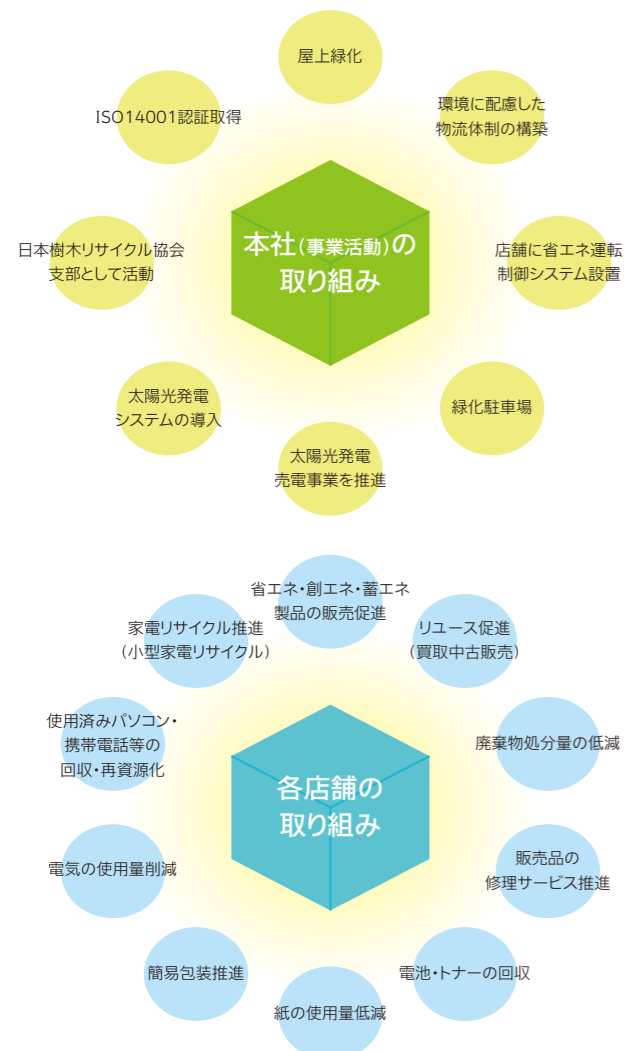 屋上緑化
ISO14001認証取得
環境に配慮した
物流体制の構築
本社(事業活動)の
取り組み
日本樹木リサイクル協会
支部として活動
店舗に省エネ運転
制御システム設置
太陽光発電
システムの導入
緑化駐車場
太陽光発電
売電事業を推進
省エネ・創エネ・蓄エネ
製品の販売促進
家電リサイクル推進
(小型家電リサイクル)
リユース促進
(買取中古販売)
使用済みパソコン・
携帯電話等の
回収・再資源化
廃棄物処分量の低減
各店舗の
取り組み
電気の使用量削減
販売品の
修理サービス推進
簡易包装推進
電池・トナーの回収
紙の使用量低減